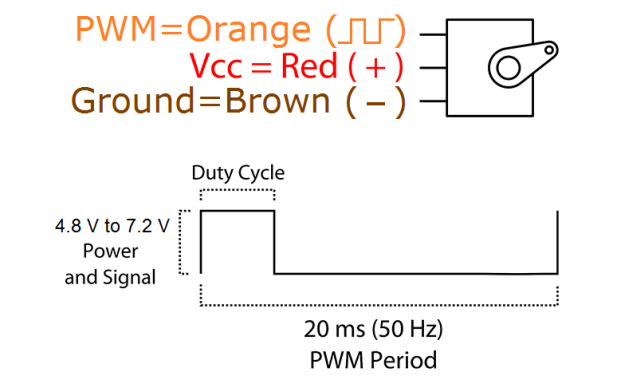 PWM=Orange (⎍⎍)
Vcc = Red ( + )
Ground=Brown ( – )
Duty Cycle
4.8 V to 7.2 V
Power
and Signal
20 ms (50 Hz)
PWM Period